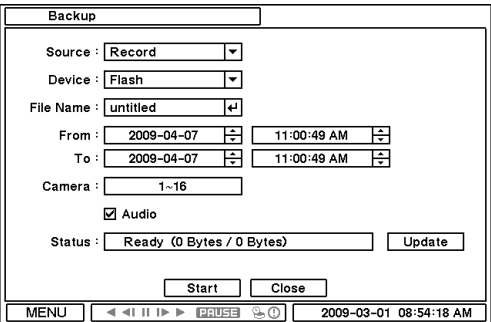 Backup
Source : Record
Device : Flash
File Name : untitled
From : 2009-04-07 11:00:49 AM
To : 2009-04-07 11:00:49 AM
Camera : 1~16
Audio
Status : Ready (0 Bytes / 0 Bytes) Update
Start Close
MENU PAUSE 2009-03-01 08:54:18 AM